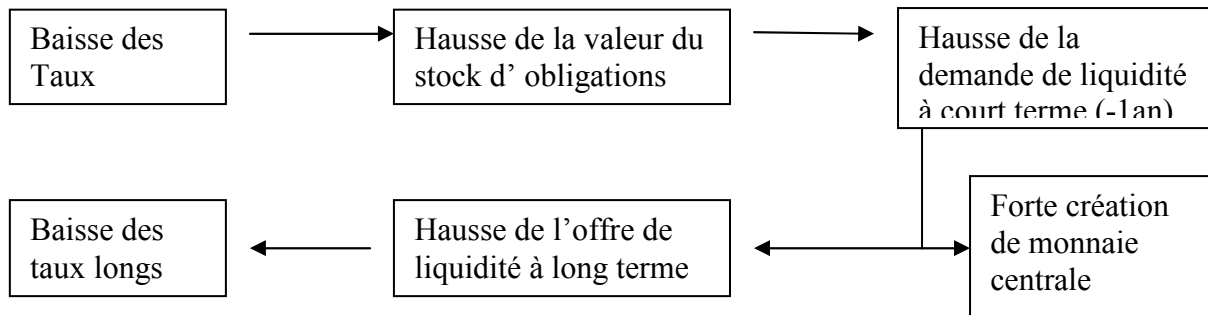 Baisse des
Taux
Hausse de la valeur du
stock d’ obligations
Hausse de la
demande de liquidité
à court terme (-1an)
Baisse des
taux longs
Hausse de l’offre de
liquidité à long terme
Forte création
de monnaie
centrale